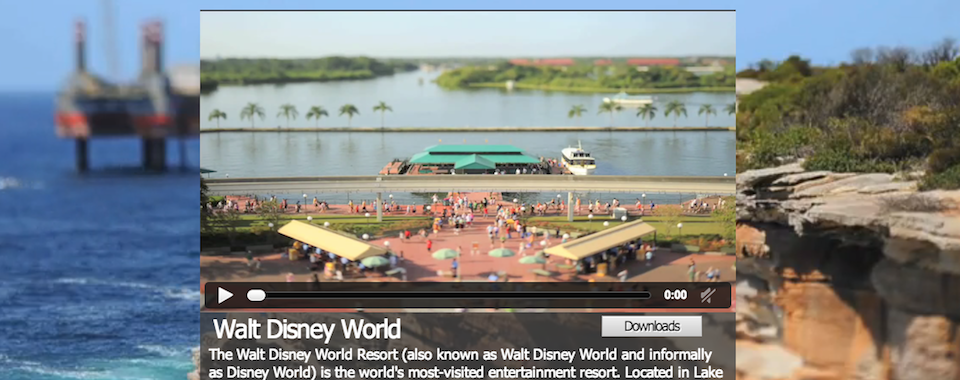 0:00
Walt Disney World
Downloads
The Walt Disney World Resort (also known as Walt Disney World and informally
as Disney World) is the world's most-visited entertainment resort. Located in Lake